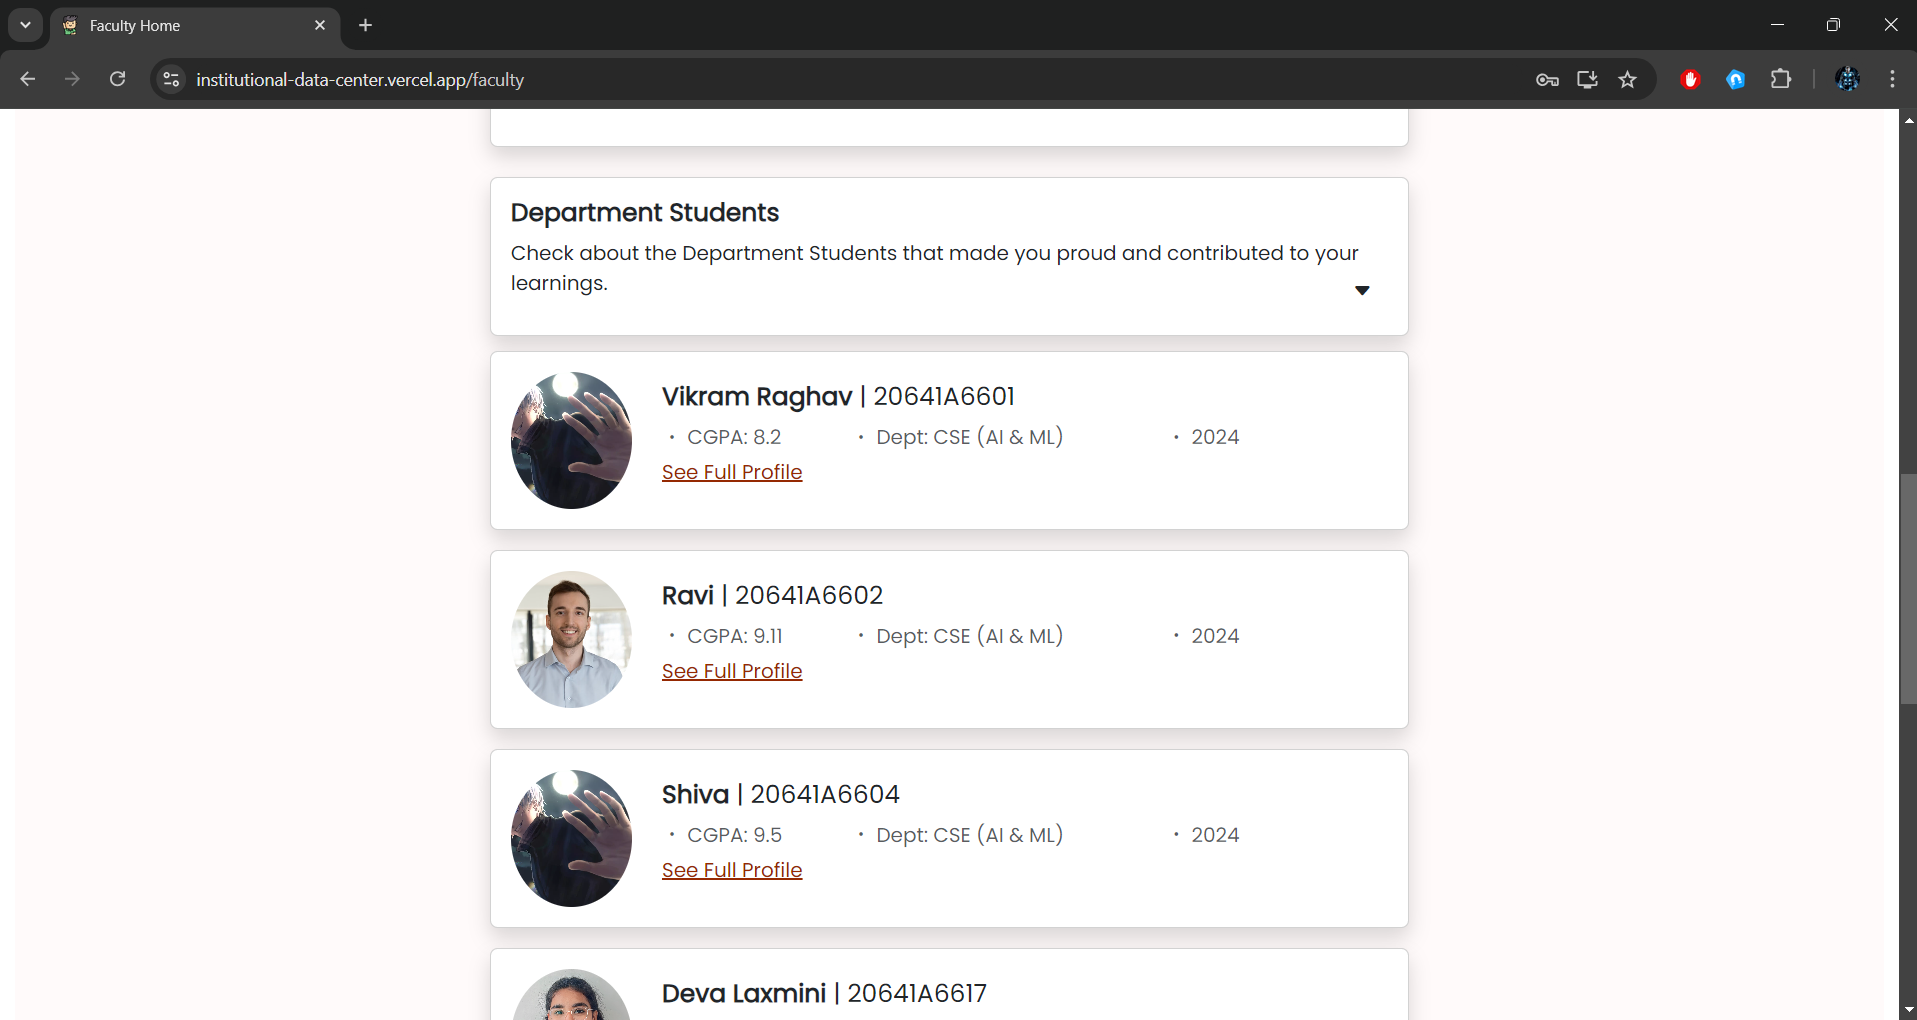 Faculty Home
institutional-data-center.vercel.app/faculty
Department Students
Check about the Department Students that made you proud and contributed to your
learnings.
Vikram Raghav | 20641A6601
• CGPA: 8.2 • Dept: CSE (AI & ML) • 2024
See Full Profile
Ravi | 20641A6602
• CGPA: 9.11 • Dept: CSE (AI & ML) • 2024
See Full Profile
Shiva | 20641A6604
• CGPA: 9.5 • Dept: CSE (AI & ML) • 2024
See Full Profile
Deva Laxmini | 20641A6617